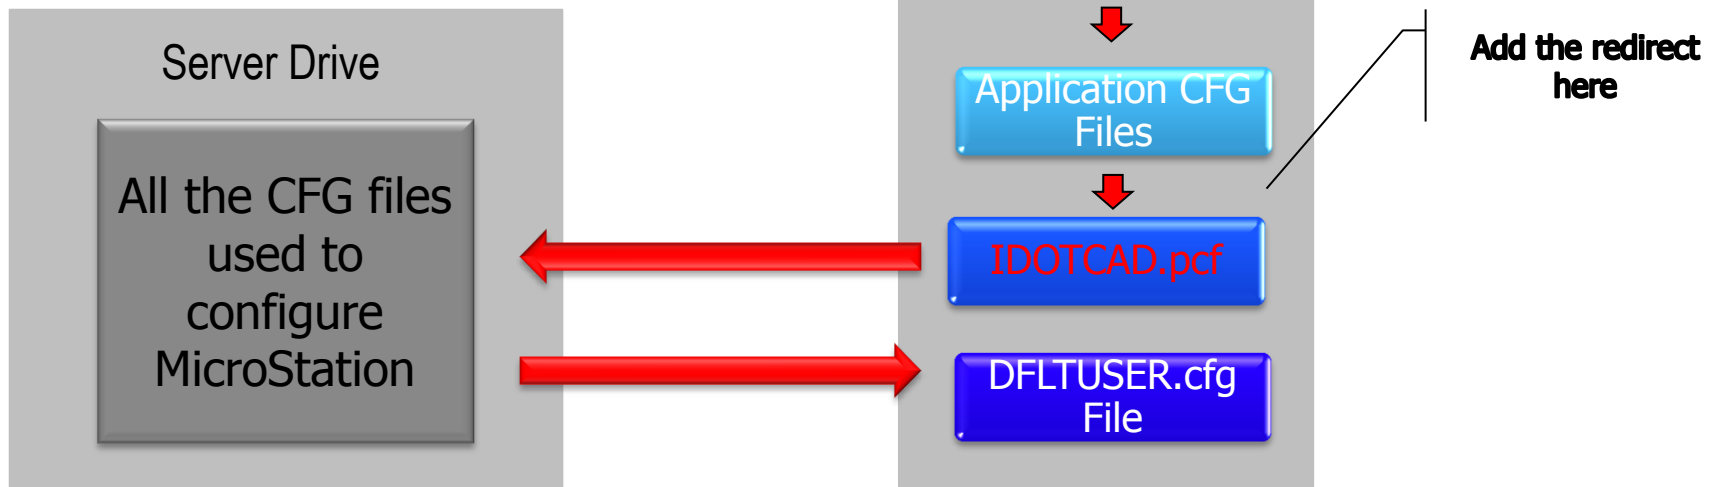 Server Drive
All the CFG files
used to
configure
MicroStation
Application CFG
Files
IDOTCAD.pcf
DFLTUSER.cfg
File
Add the redirect
here